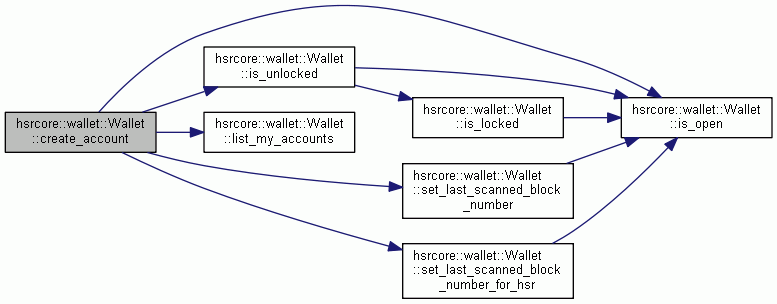 hsrcore::wallet::Wallet
::create_account
hsrcore::wallet::Wallet
::is_unlocked
hsrcore::wallet::Wallet
::list_my_accounts
hsrcore::wallet::Wallet
::is_locked
hsrcore::wallet::Wallet
::set_last_scanned_block
_number
hsrcore::wallet::Wallet
::set_last_scanned_block
_number_for_hsr
hsrcore::wallet::Wallet
::is_open